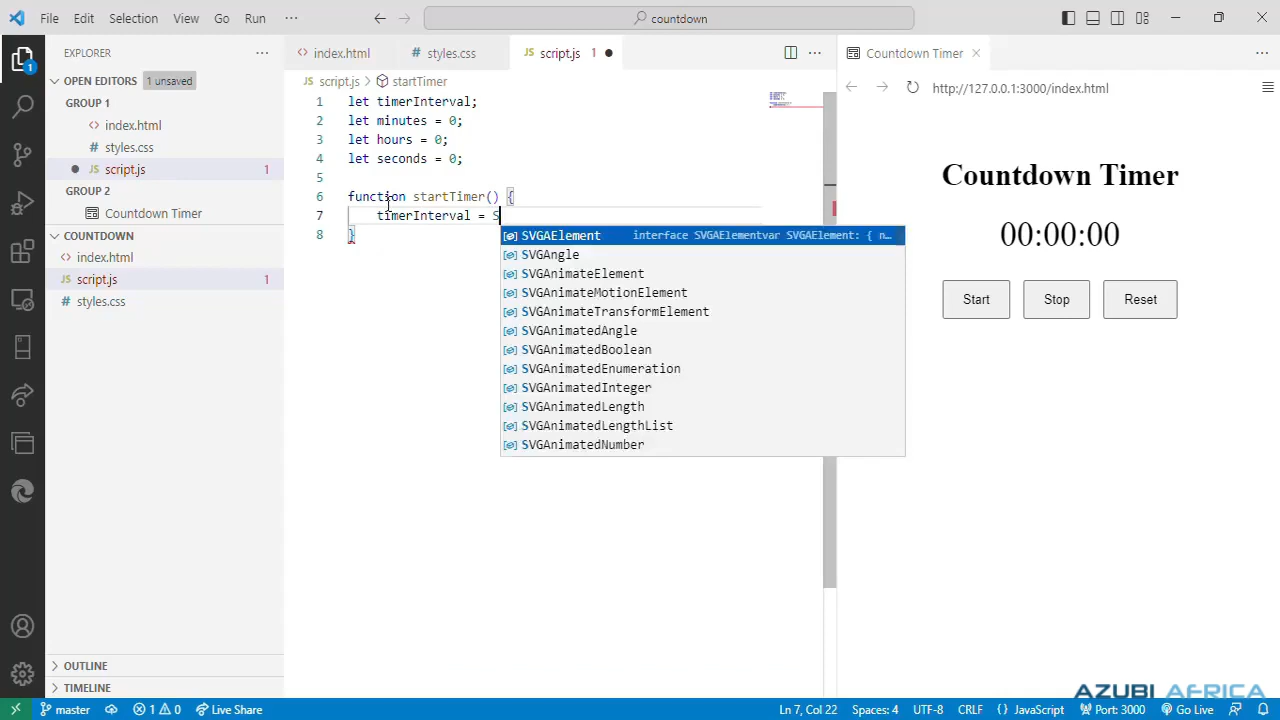 File Edit Selection View Go Run ··· countdown
EXPLORER ···
OPEN EDITORS 1 unsaved
GROUP 1
<> index.html
# styles.css
● JS script.js 1
GROUP 2
Countdown Timer
COUNTDOWN
<> index.html
JS script.js 1
# styles.css
OUTLINE
TIMELINE
<> index.html # styles.css JS script.js 1 ● ···
JS script.js > startTimer
1 let timerInterval;
2 let minutes = 0;
3 let hours = 0;
4 let seconds = 0;
5
6 function startTimer() {
7 timerInterval = S
8 }
SVGAElement interface SVGAElementvar SVGAElement: { n…
SVGAngle
SVGAnimateElement
SVGAnimateMotionElement
SVGAnimateTransformElement
SVGAnimatedAngle
SVGAnimatedBoolean
SVGAnimatedEnumeration
SVGAnimatedInteger
SVGAnimatedLength
SVGAnimatedLengthList
SVGAnimatedNumber
Countdown Timer ···
http://127.0.0.1:3000/index.html
Countdown Timer
00:00:00
Start Stop Reset
AZUBI AFRICA
master 1 0 Live Share Ln 7, Col 22 Spaces: 4 UTF-8 CRLF {} JavaScript Port: 3000 Go Live